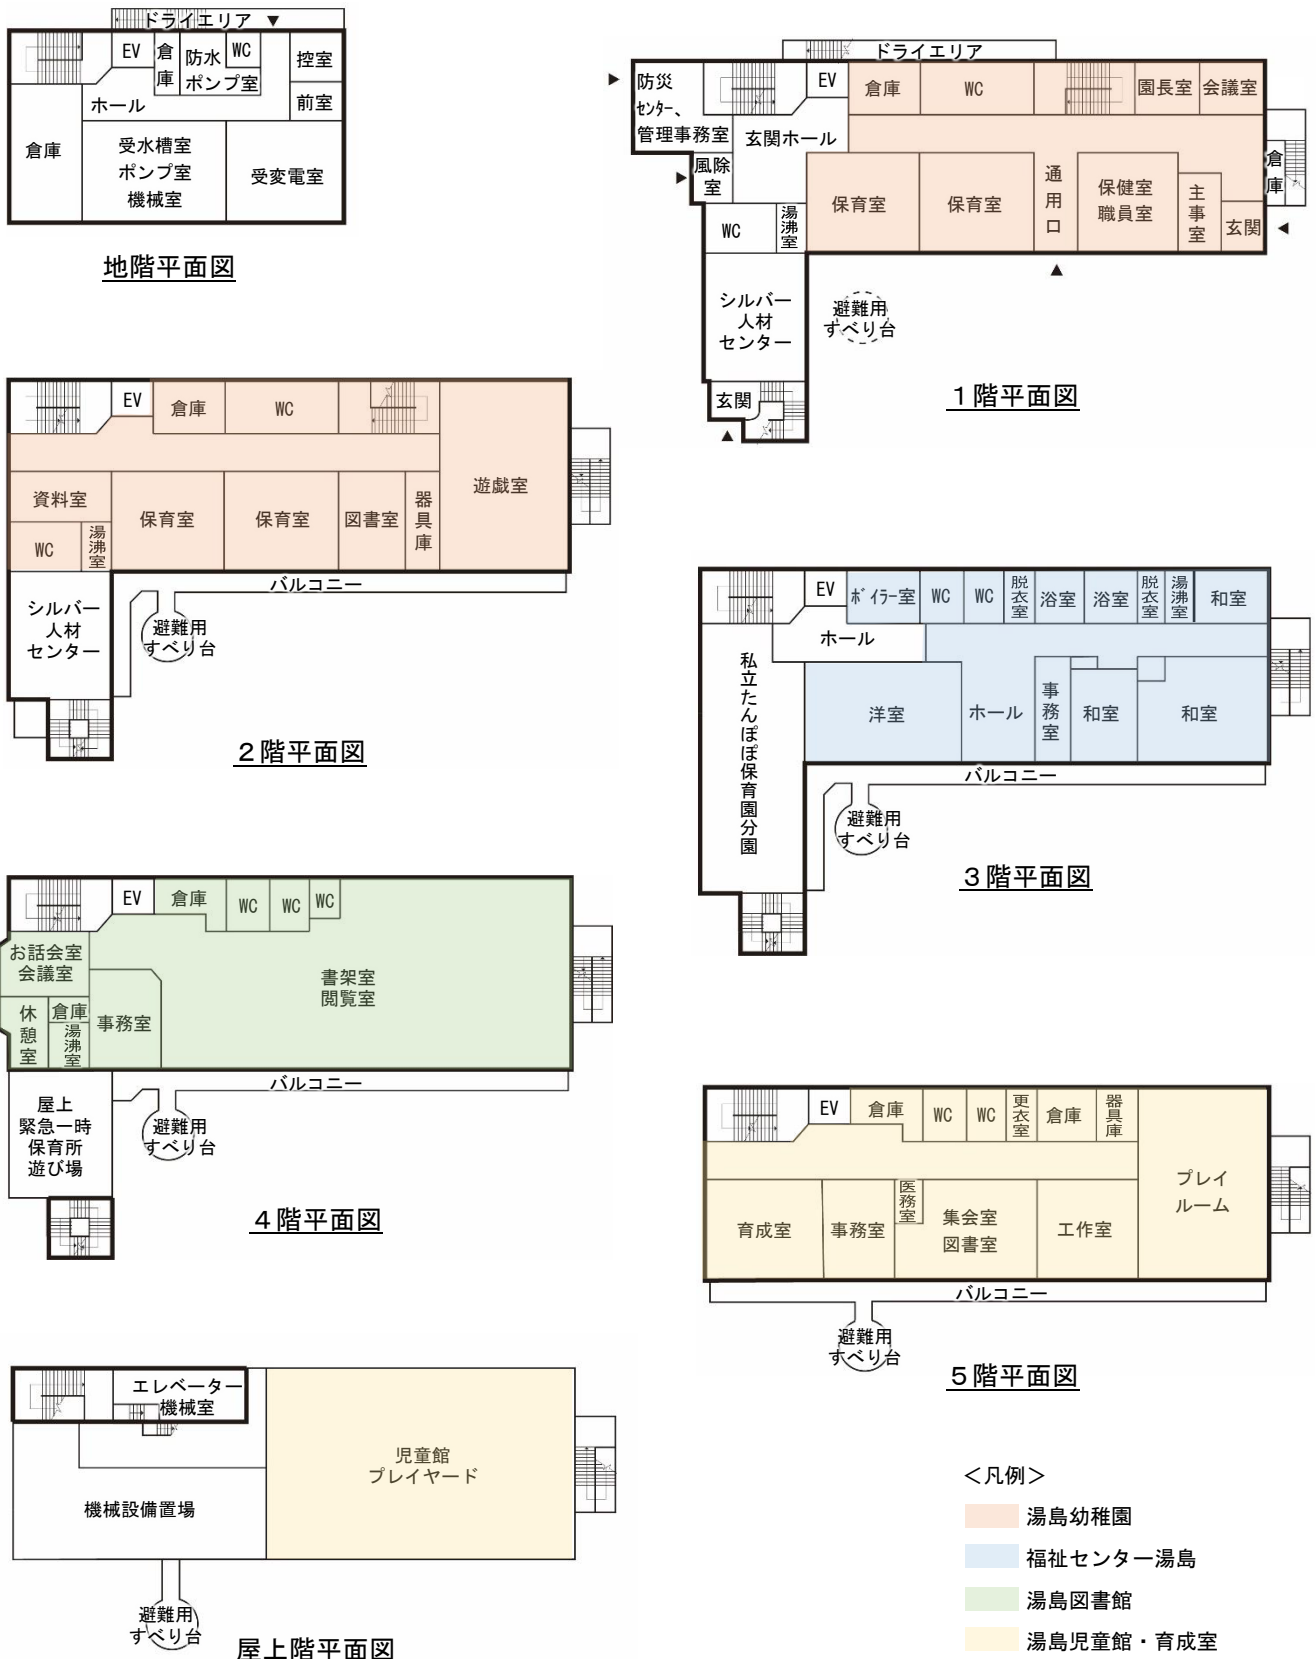 ドライエリア ▼
EV
倉
庫
防水
ポンプ室
WC
控室
前室
ホール
倉庫
受水槽室
ポンプ室
機械室
受変電室
地階平面図
ドライエリア
防災
センター、
管理事務室
EV
倉庫
WC
園長室
会議室
玄関ホール
風除
室
倉
庫
保育室
保育室
通
用
口
保健室
職員室
主
事
室
玄関
WC
湯
沸
室
シルバー
人材
センター
避難用
すべり台
玄関
1階平面図
EV
倉庫
WC
遊戯室
資料室
保育室
保育室
図書室
器
具
庫
WC
湯
沸
室
バルコニー
シルバー
人材
センター
避難用
すべり台
2階平面図
EV
ボイラー室
WC
WC
脱
衣
室
浴室
浴室
脱
衣
室
湯
沸
室
和室
ホール
私立たんぽぽ保育園分園
洋室
ホール
事
務
室
和室
和室
バルコニー
避難用
すべり台
3階平面図
EV
倉庫
WC
WC
WC
お話会室
会議室
書架室
閲覧室
休
憩
室
倉庫
湯
沸
室
事務室
バルコニー
屋上
緊急一時
保育所
遊び場
避難用
すべり台
4階平面図
EV
倉庫
WC
WC
更
衣
室
倉庫
器
具
庫
プレイ
ルーム
育成室
事務室
医
務
室
集会室
図書室
工作室
バルコニー
避難用
すべり台
5階平面図
エレベーター
機械室
児童館
プレイヤード
機械設備置場
避難用
すべり台
屋上階平面図
＜凡例＞
湯島幼稚園
福祉センター湯島
湯島図書館
湯島児童館・育成室